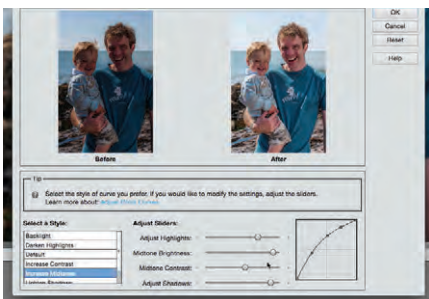 OK
Cancel
Reset
Help
Before
After
Tip
Select the style of curve you prefer. If you would like to modify the settings, adjust the sliders.
Learn more about: Adjust Color Curves
Select a Style:
Backlight
Darken Highlights
Default
Increase Contrast
Increase Midtones
Lighten Shadows
Adjust Sliders:
Adjust Highlights:
Midtone Brightness:
Midtone Contrast:
Adjust Shadows: